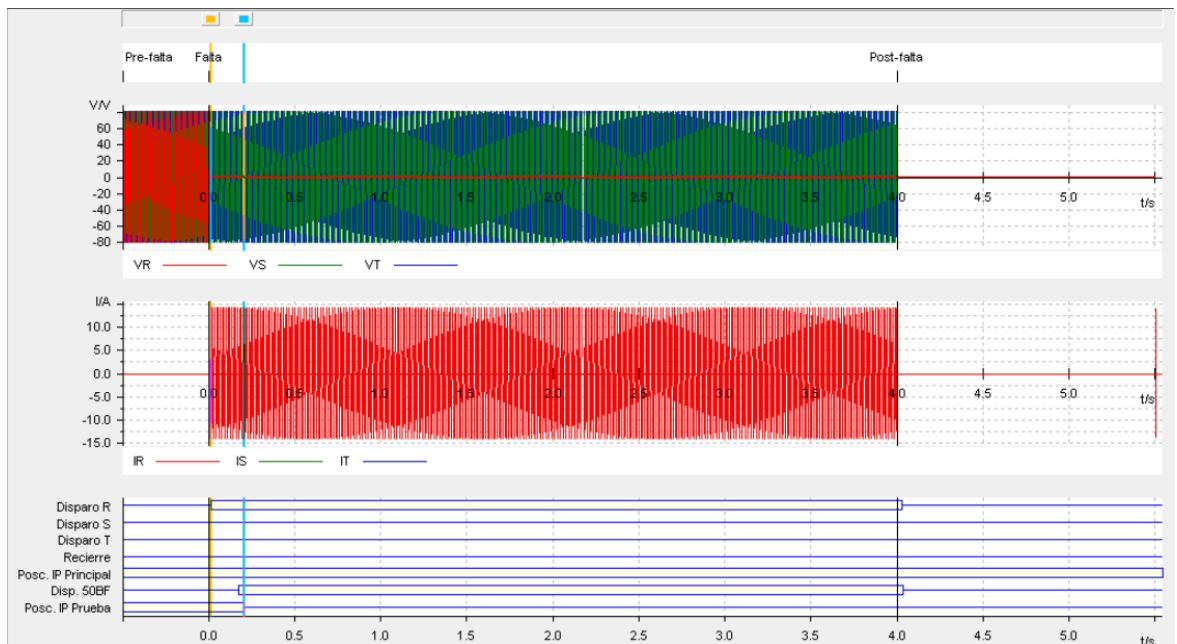 Pre-falta Falta Post-falta
V/V
60
40
20
0
-20
-40
-60
-80
0.0 0.5 1.0 1.5 2.0 2.5 3.0 3.5 4.0 4.5 5.0 t/s
VR VS VT
I/A
10.0
5.0
0.0
-5.0
-10.0
-15.0
0.0 0.5 1.0 1.5 2.0 2.5 3.0 3.5 4.0 4.5 5.0 t/s
IR IS IT
Disparo R
Disparo S
Disparo T
Recierre
Posc. IP Principal
Disp. 50BF
Posc. IP Prueba
0.0 0.5 1.0 1.5 2.0 2.5 3.0 3.5 4.0 4.5 5.0 t/s